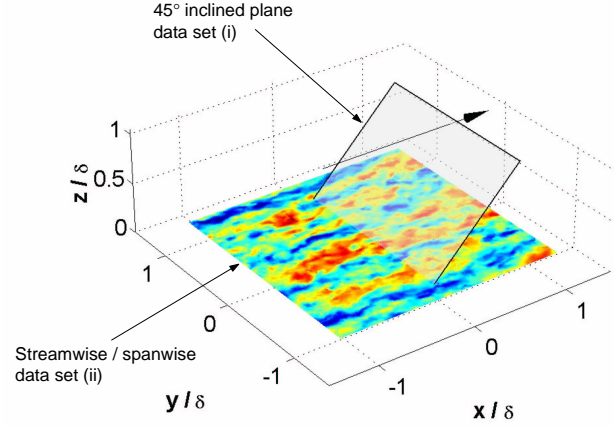 45° inclined plane
data set (i)
1
0.5
0
z / δ
1
0
-1
y / δ
-1
0
1
x / δ
Streamwise / spanwise
data set (ii)